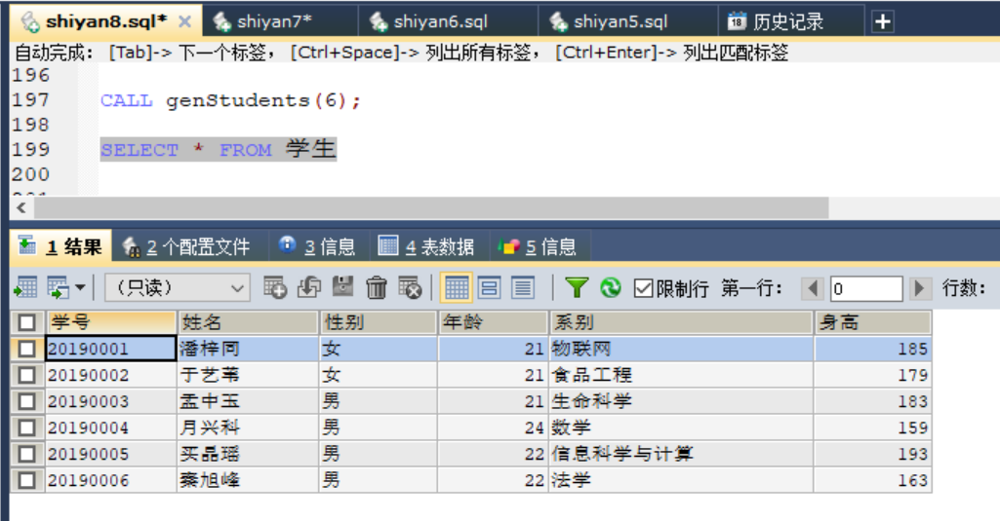 shiyan8.sql* shiyan7* shiyan6.sql shiyan5.sql 历史记录
自动完成: [Tab]-> 下一个标签, [Ctrl+Space]-> 列出所有标签, [Ctrl+Enter]-> 列出匹配标签
196
197 CALL genStudents(6);
198
199 SELECT * FROM 学生
200
1 结果 2 个配置文件 3 信息 4 表数据 5 信息
(只读) 限制行 第一行: 0 行数:
学号 姓名 性别 年龄 系别 身高
20190001 潘梓同 女 21 物联网 185
20190002 于艺苇 女 21 食品工程 179
20190003 孟中玉 男 21 生命科学 183
20190004 月兴科 男 24 数学 159
20190005 买晶瑶 男 22 信息科学与计算 193
20190006 旭峰 男 22 法学 163